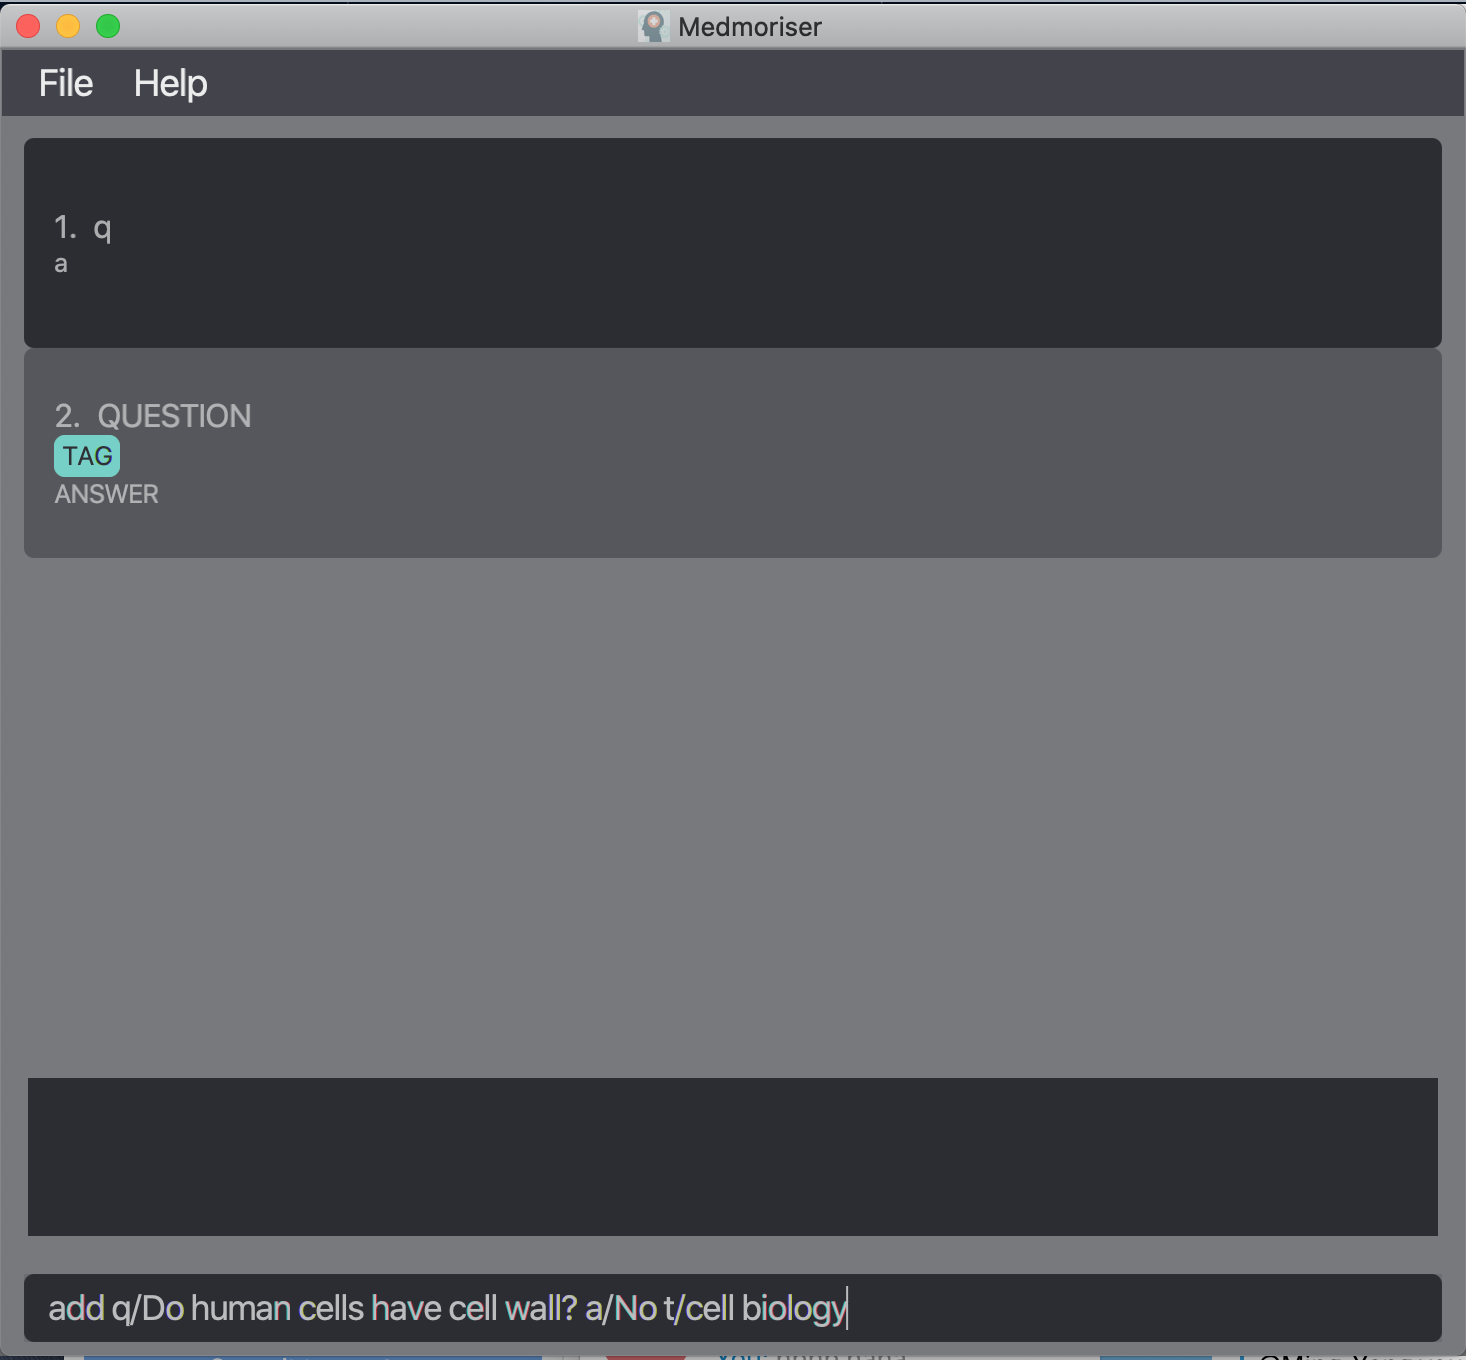 Medmoriser
File Help
1. q
a
2. QUESTION
TAG
ANSWER
add q/Do human cells have cell wall? a/No t/cell biology